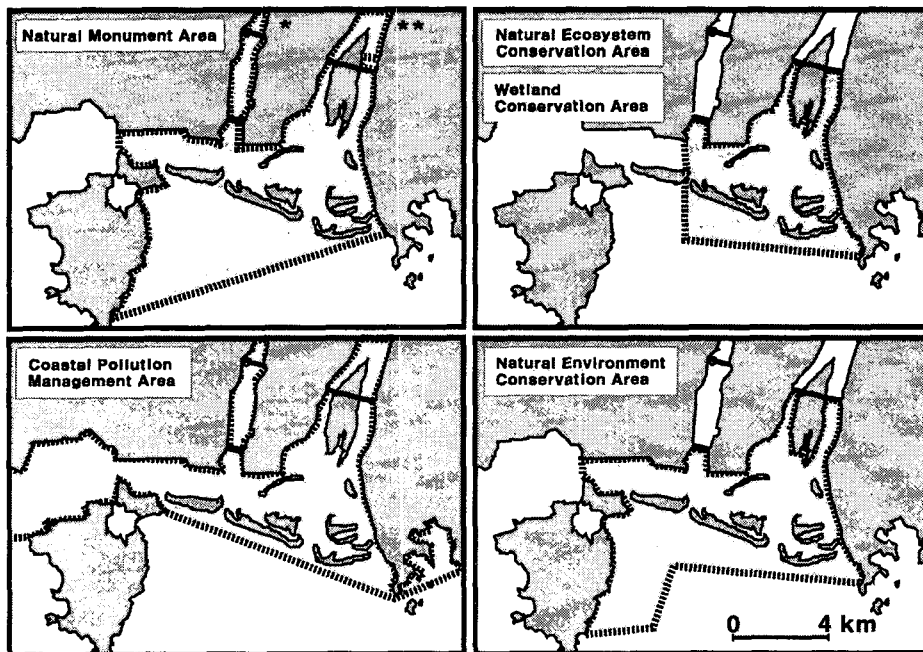 Natural Monument Area
*
**
Natural Ecosystem
Conservation Area
Wetland
Conservation Area
Coastal Pollution
Management Area
Natural Environment
Conservation Area
0 4 km